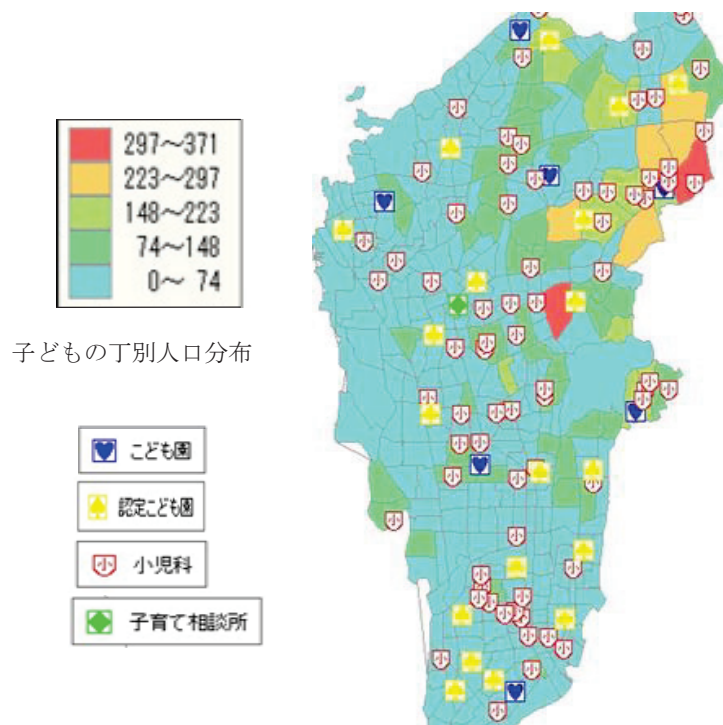 297～371
223～297
148～223
74～148
0～ 74
子どもの丁別人口分布
こども園
認定こども園
小児科
子育て相談所